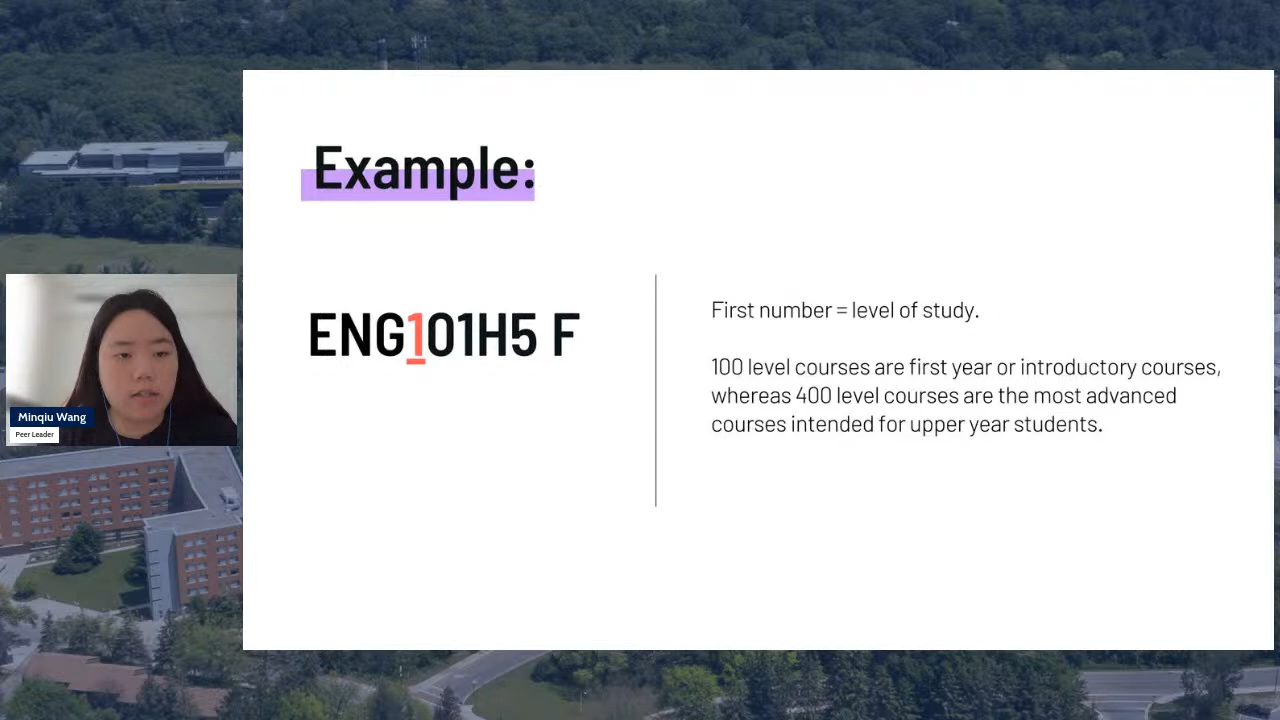 Example:
ENG101H5 F
First number = level of study.
100 level courses are first year or introductory courses,
whereas 400 level courses are the most advanced
courses intended for upper year students.
Minqiu Wang
Peer Leader